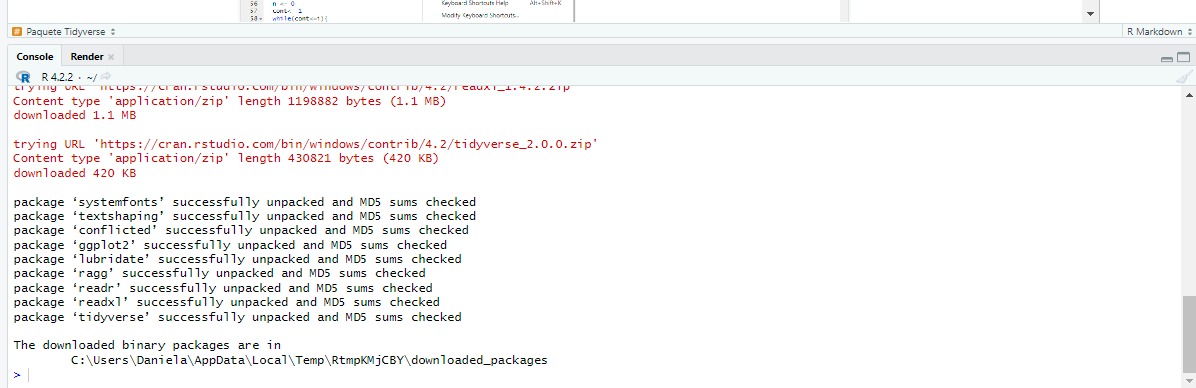 56 n <- 0
57 cont<- 1
58 while(cont<=i){
Keyboard Shortcuts Help Alt+Shift+K
Modify Keyboard Shortcuts...
Paquete Tidyverse R Markdown
Console Render
R 4.2.2 · ~/
trying URL 'https://cran.rstudio.com/bin/windows/contrib/4.2/readxl_1.4.2.zip'
Content type 'application/zip' length 1198882 bytes (1.1 MB)
downloaded 1.1 MB
trying URL 'https://cran.rstudio.com/bin/windows/contrib/4.2/tidyverse_2.0.0.zip'
Content type 'application/zip' length 430821 bytes (420 KB)
downloaded 420 KB
package ‘systemfonts’ successfully unpacked and MD5 sums checked
package ‘textshaping’ successfully unpacked and MD5 sums checked
package ‘conflicted’ successfully unpacked and MD5 sums checked
package ‘ggplot2’ successfully unpacked and MD5 sums checked
package ‘lubridate’ successfully unpacked and MD5 sums checked
package ‘ragg’ successfully unpacked and MD5 sums checked
package ‘readr’ successfully unpacked and MD5 sums checked
package ‘readxl’ successfully unpacked and MD5 sums checked
package ‘tidyverse’ successfully unpacked and MD5 sums checked
The downloaded binary packages are in
C:\Users\Daniela\AppData\Local\Temp\RtmpKMjCBY\downloaded_packages
>